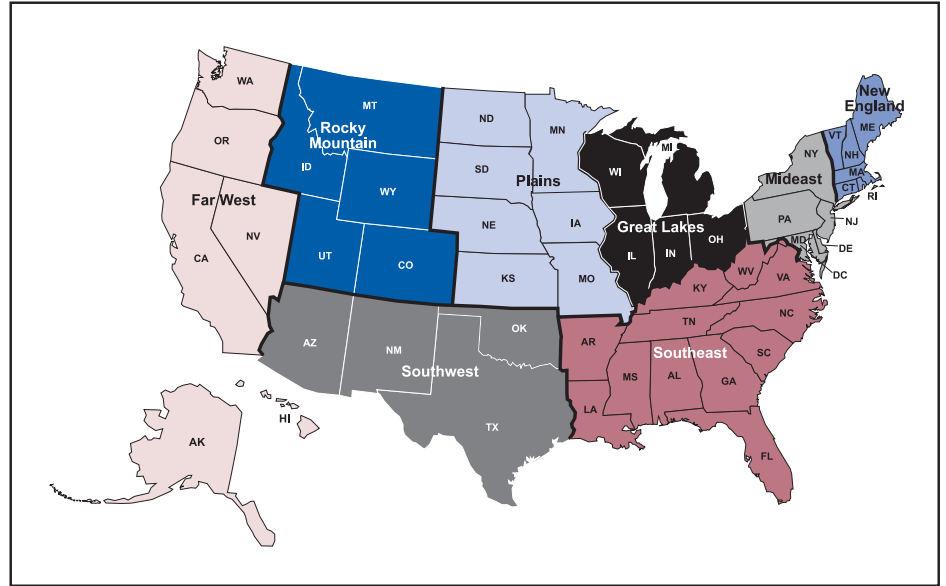 WA
MT
ND
MN
OR
Rocky
Mountain
ID
WY
SD
WI
MI
NY
VT
New
England
ME
NH
MA
CT
RI
Mideast
Plains
Far West
NV
CA
UT
CO
NE
IA
Great Lakes
IL
IN
OH
PA
NJ
MD
DE
DC
KS
MO
KY
WV
VA
AZ
NM
OK
AR
TN
NC
Southwest
Southeast
SC
MS
AL
GA
TX
LA
FL
HI
AK